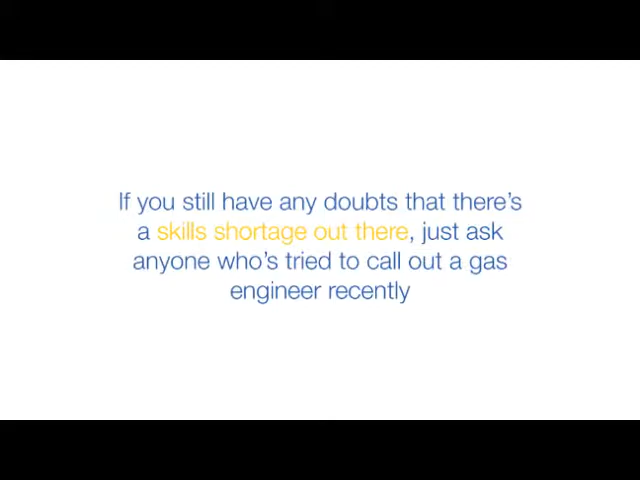 If you still have any doubts that there’s
a skills shortage out there, just ask
anyone who’s tried to call out a gas
engineer recently